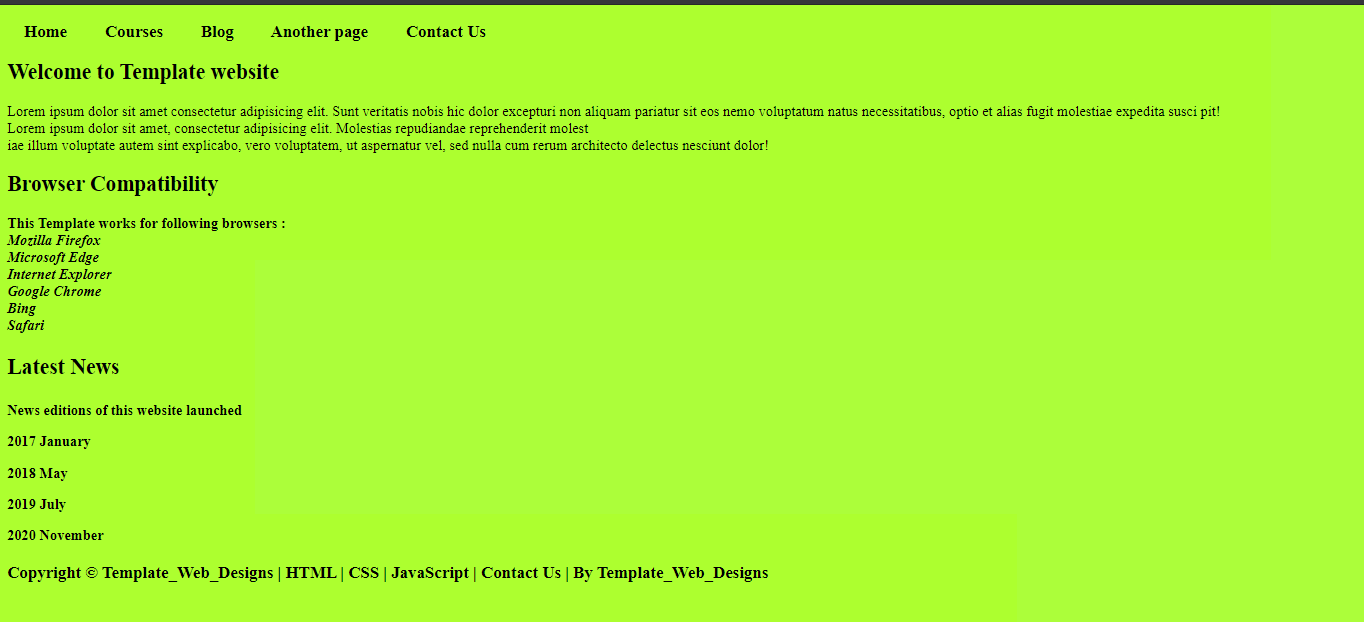 Home Courses Blog Another page Contact Us
Welcome to Template website
Lorem ipsum dolor sit amet consectetur adipisicing elit. Sunt veritatis nobis hic dolor excepturi non aliquam pariatur sit eos nemo voluptatum natus necessitatibus, optio et alias fugit molestiae expedita susci pit!
Lorem ipsum dolor sit amet, consectetur adipisicing elit. Molestias repudiandae reprehenderit molest
iae illum voluptate autem sint explicabo, vero voluptatem, ut aspernatur vel, sed nulla cum rerum architecto delectus nesciunt dolor!
Browser Compatibility
This Template works for following browsers :
Mozilla Firefox
Microsoft Edge
Internet Explorer
Google Chrome
Bing
Safari
Latest News
News editions of this website launched
2017 January
2018 May
2019 July
2020 November
Copyright © Template_Web_Designs | HTML | CSS | JavaScript | Contact Us | By Template_Web_Designs